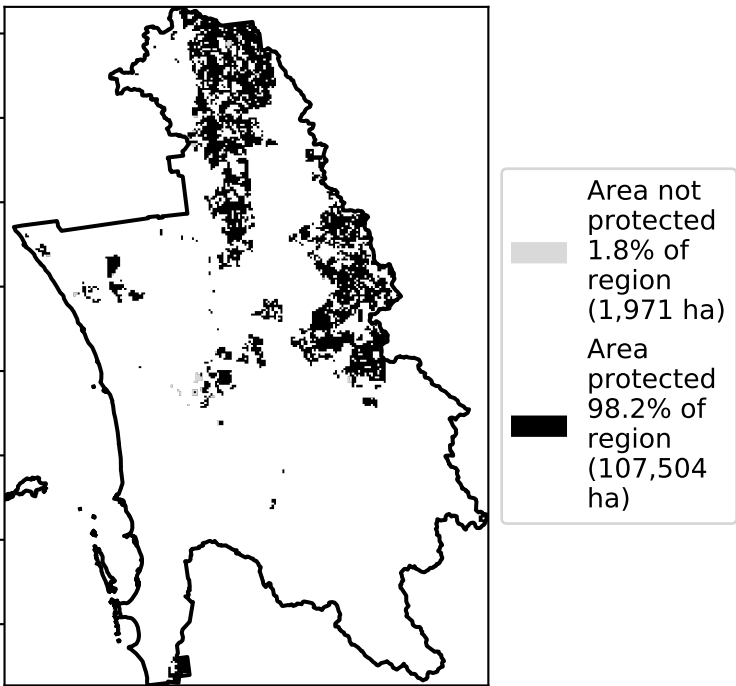 Area not
protected
1.8% of
region
(1,971 ha)
Area
protected
98.2% of
region
(107,504
ha)